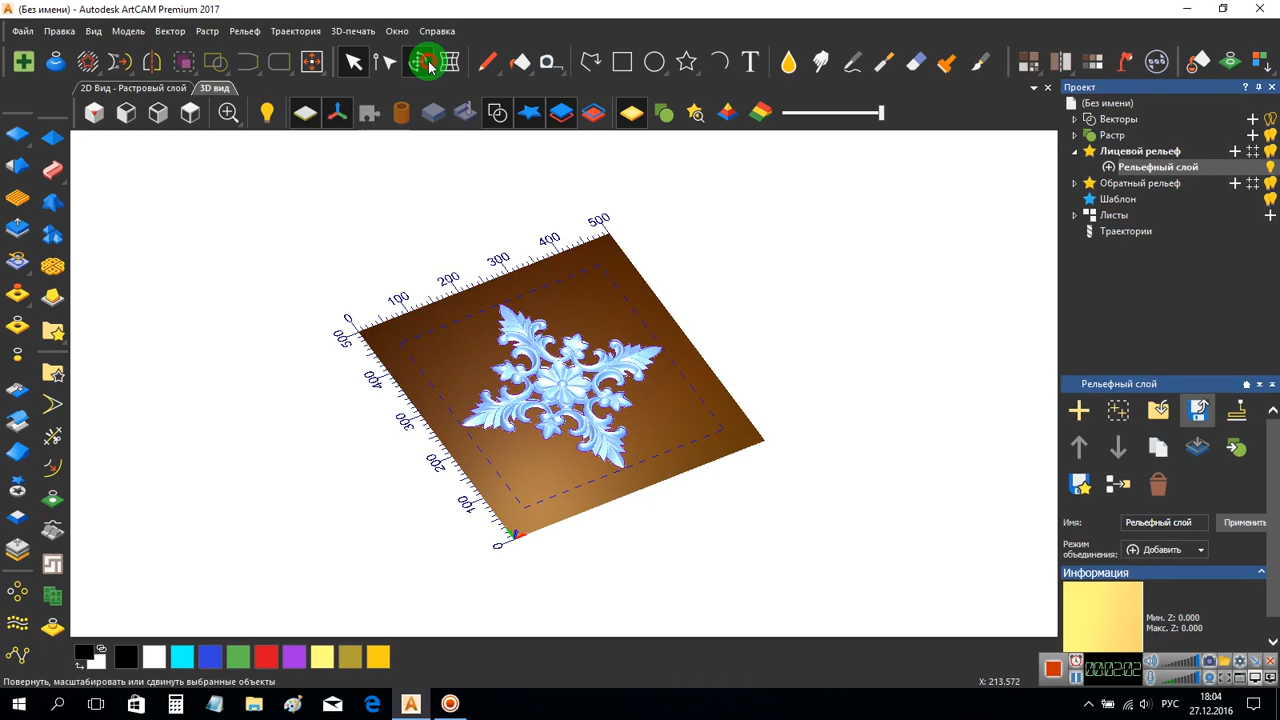 (Без имени) - Autodesk ArtCAM Premium 2017
Файл Правка Вид Модель Вектор Растр Рельеф Траектория 3D-печать Окно Справка
2D Вид - Растровый слой 3D вид
Проект
(Без имени)
Векторы
Растр
Лицевой рельеф
Рельефный слой
Обратный рельеф
Шаблон
Листы
Траектории
0 100 200 300 400 500
500 400 300 200 100 0
Рельефный слой
Имя: Рельефный слой Применить
Режим объединения: Добавить
Информация
Мин. Z: 0.000
Макс. Z: 0.000
00:02:02
Повернуть, масштабировать или сдвинуть выбранные объекты
X: 213.572
РУС
18:04
27.12.2016